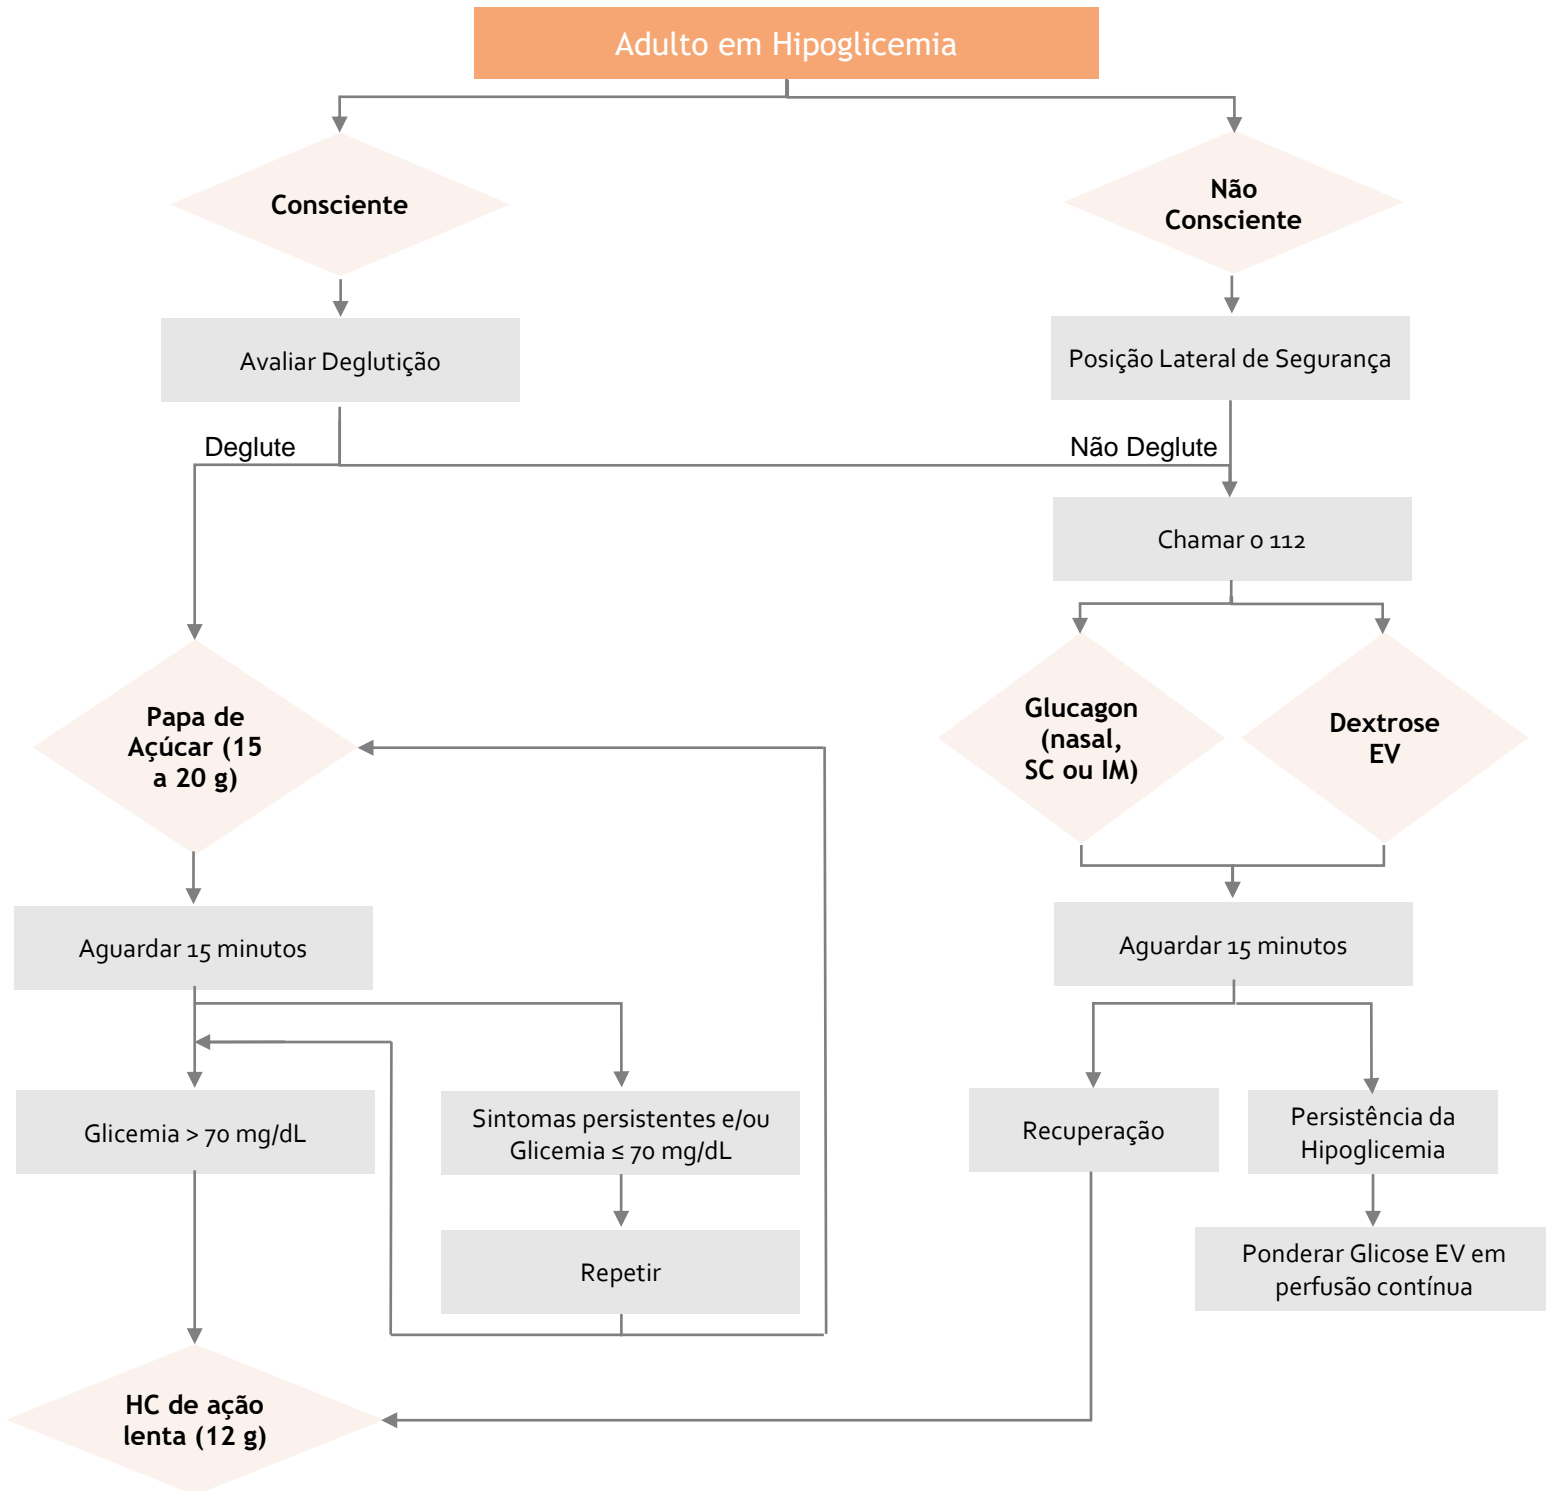 Adulto em Hipoglicemia
Consciente
Não
Consciente
Avaliar Deglutição
Posição Lateral de Segurança
Deglute
Não Deglute
Chamar o 112
Papa de
Açúcar (15
a 20 g)
Glucagon
(nasal,
SC ou IM)
Dextrose
EV
Aguardar 15 minutos
Aguardar 15 minutos
Glicemia > 70 mg/dL
Sintomas persistentes e/ou
Glicemia ≤ 70 mg/dL
Recuperação
Persistência da
Hipoglicemia
Repetir
Ponderar Glicose EV em
perfusão contínua
HC de ação
lenta (12 g)